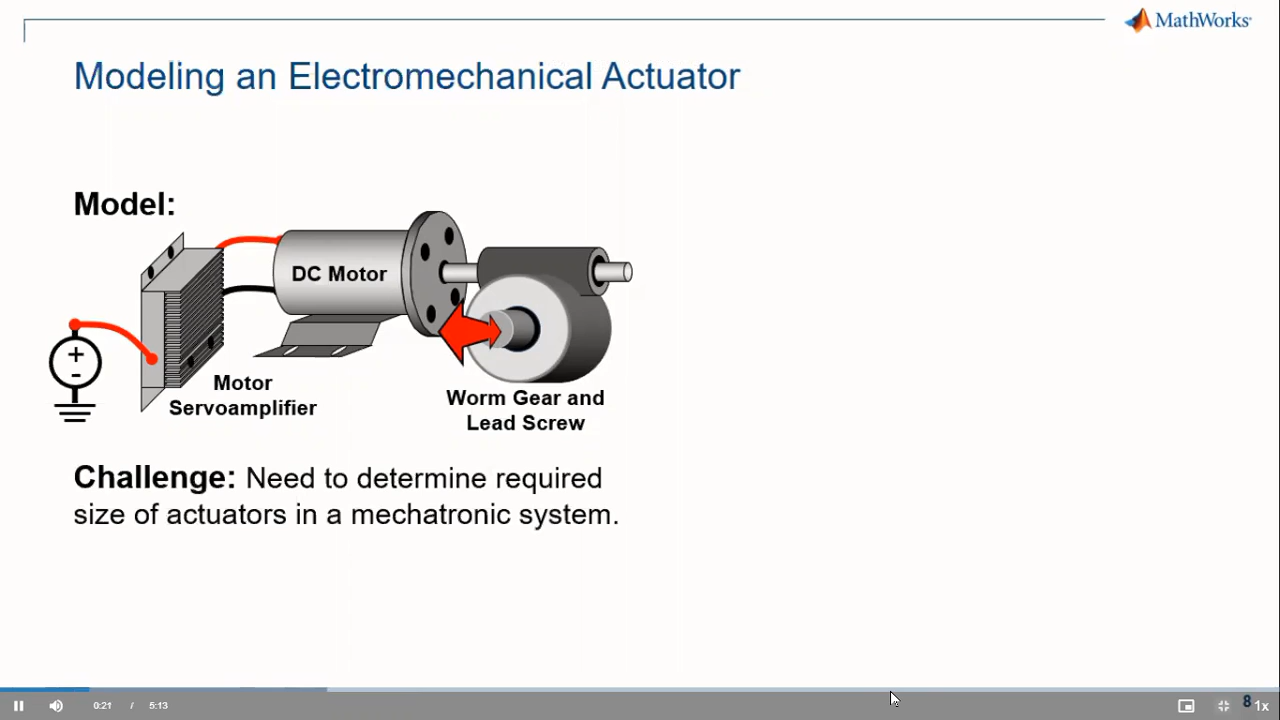 MathWorks®
Modeling an Electromechanical Actuator
Model:
DC Motor
+
-
Motor
Servoamplifier
Worm Gear and
Lead Screw
Challenge: Need to determine required
size of actuators in a mechatronic system.
0:21 / 5:13
8
1x